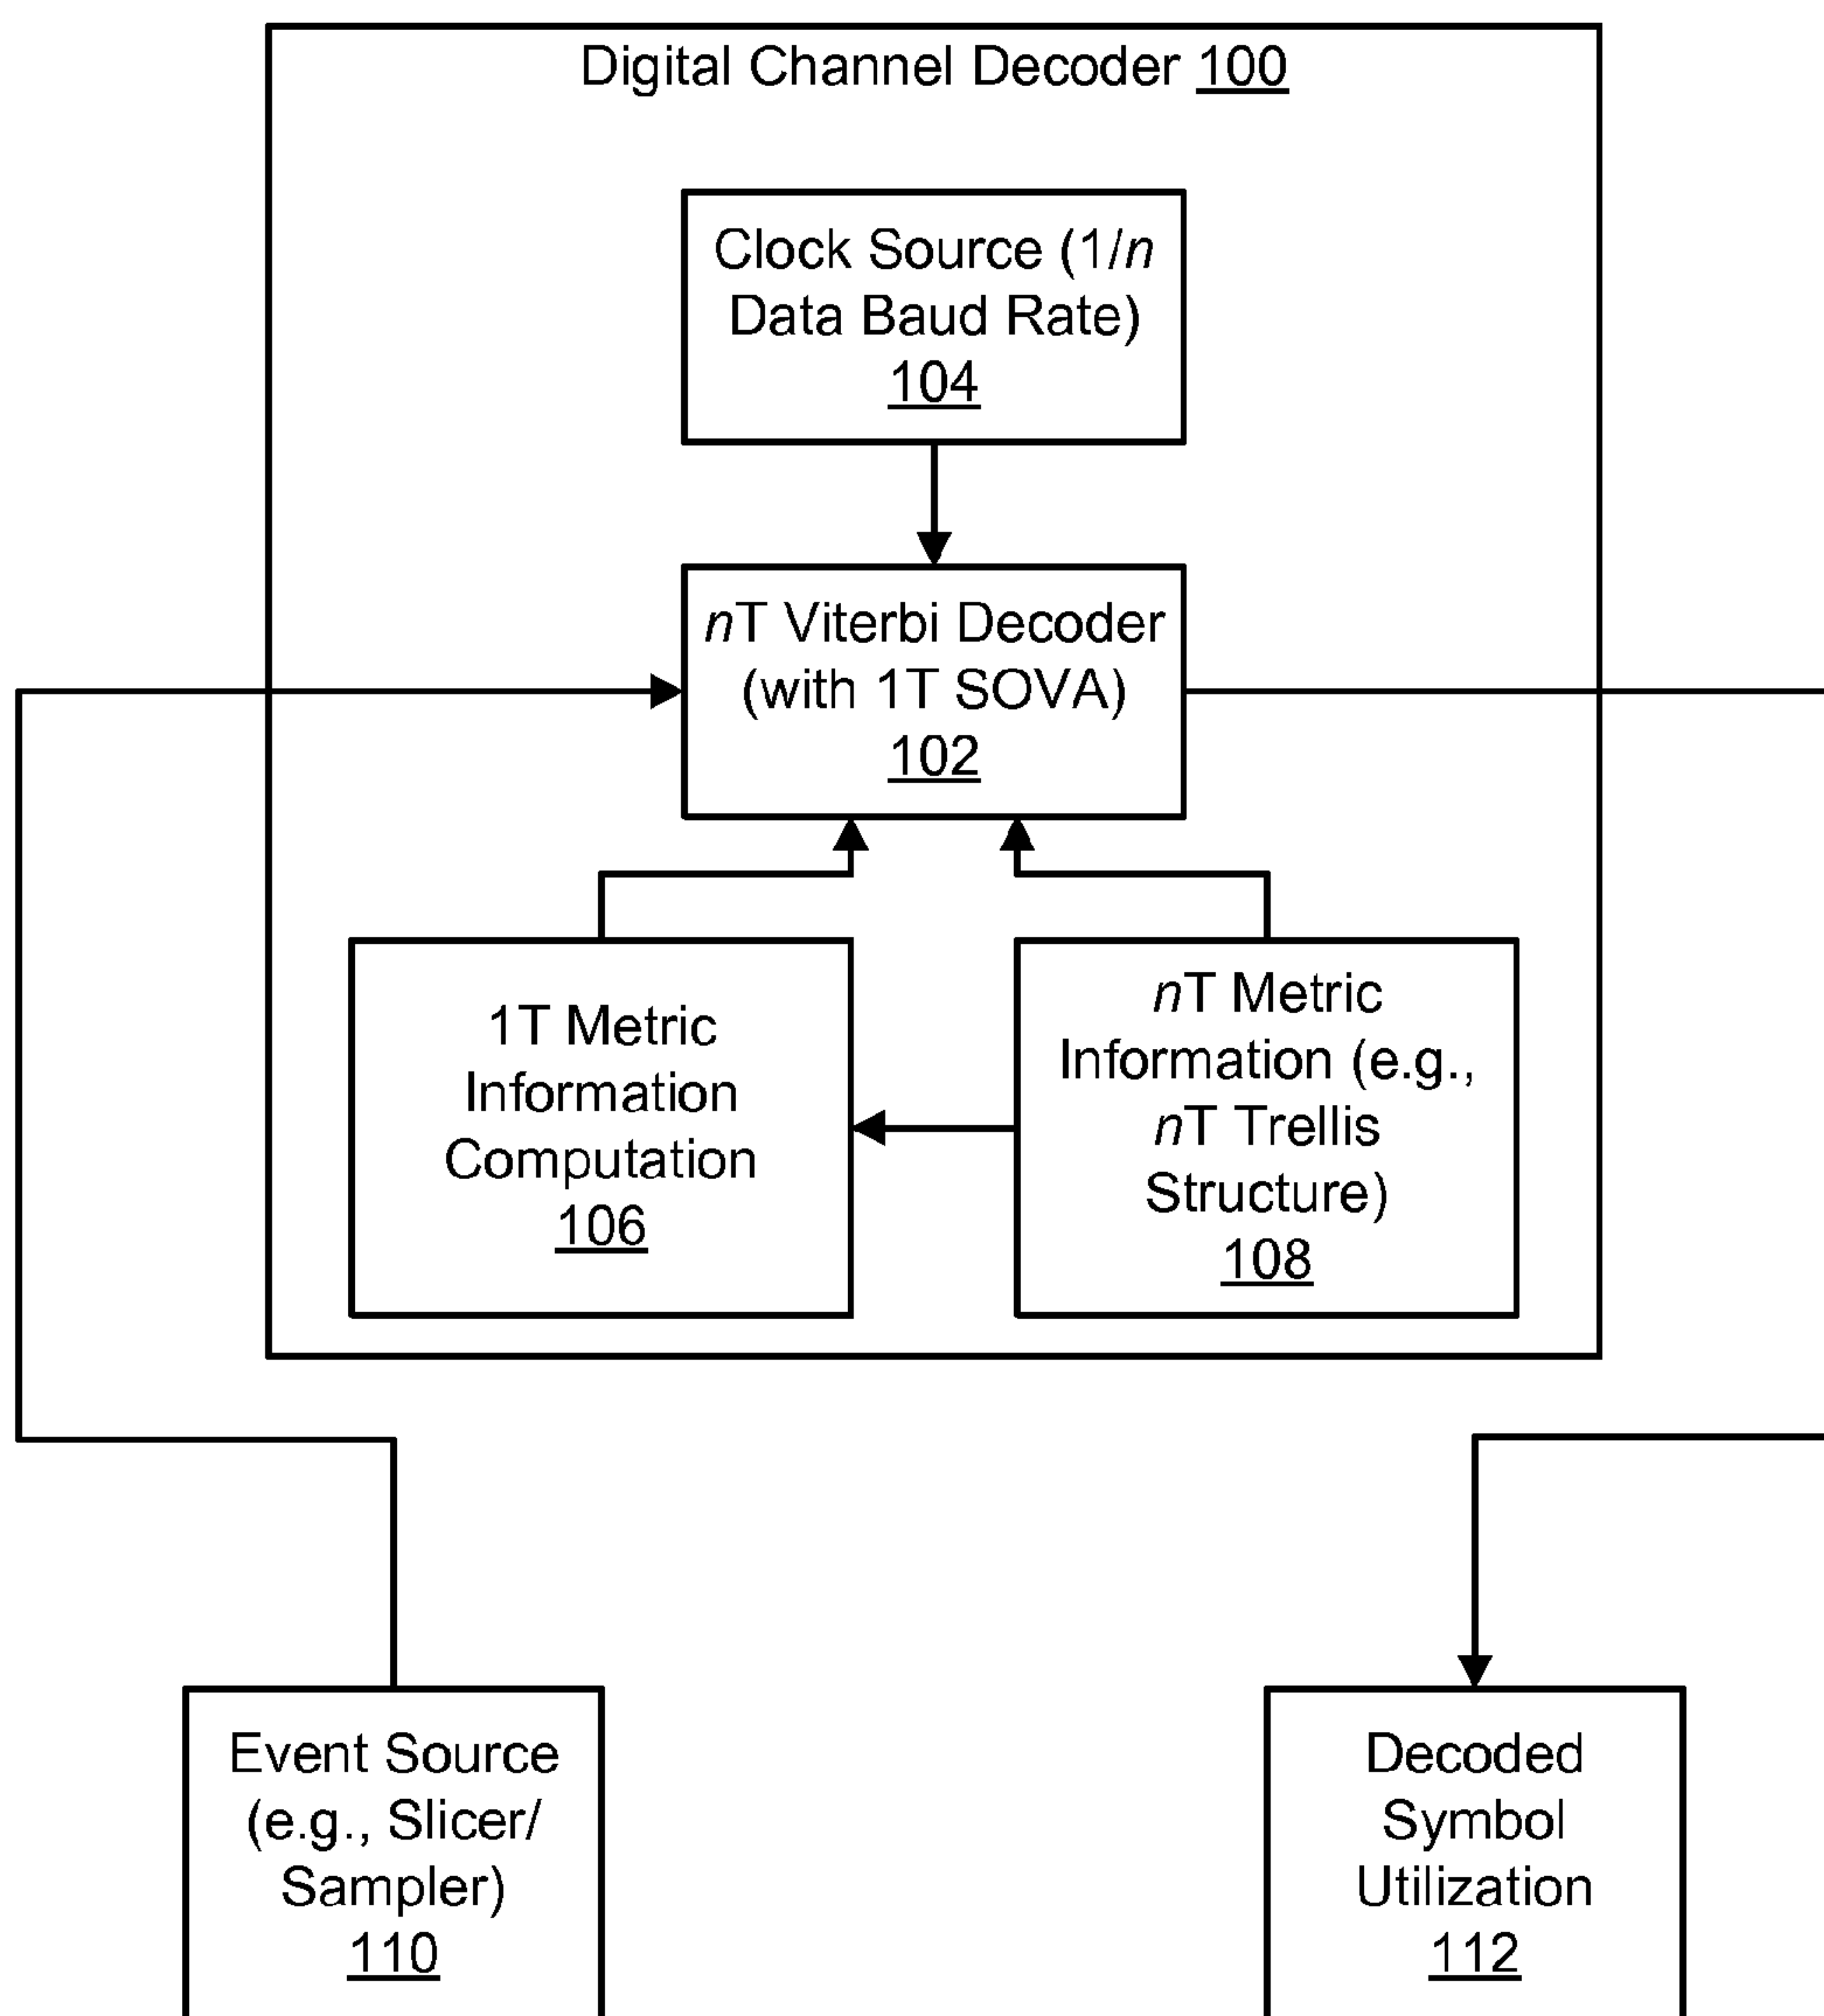 Digital Channel Decoder 100
Clock Source (1/n
Data Baud Rate)
104
nT Viterbi Decoder
(with 1T SOVA)
102
1T Metric
Information
Computation
106
nT Metric
Information (e.g.,
nT Trellis
Structure)
108
Event Source
(e.g., Slicer/
Sampler)
110
Decoded
Symbol
Utilization
112